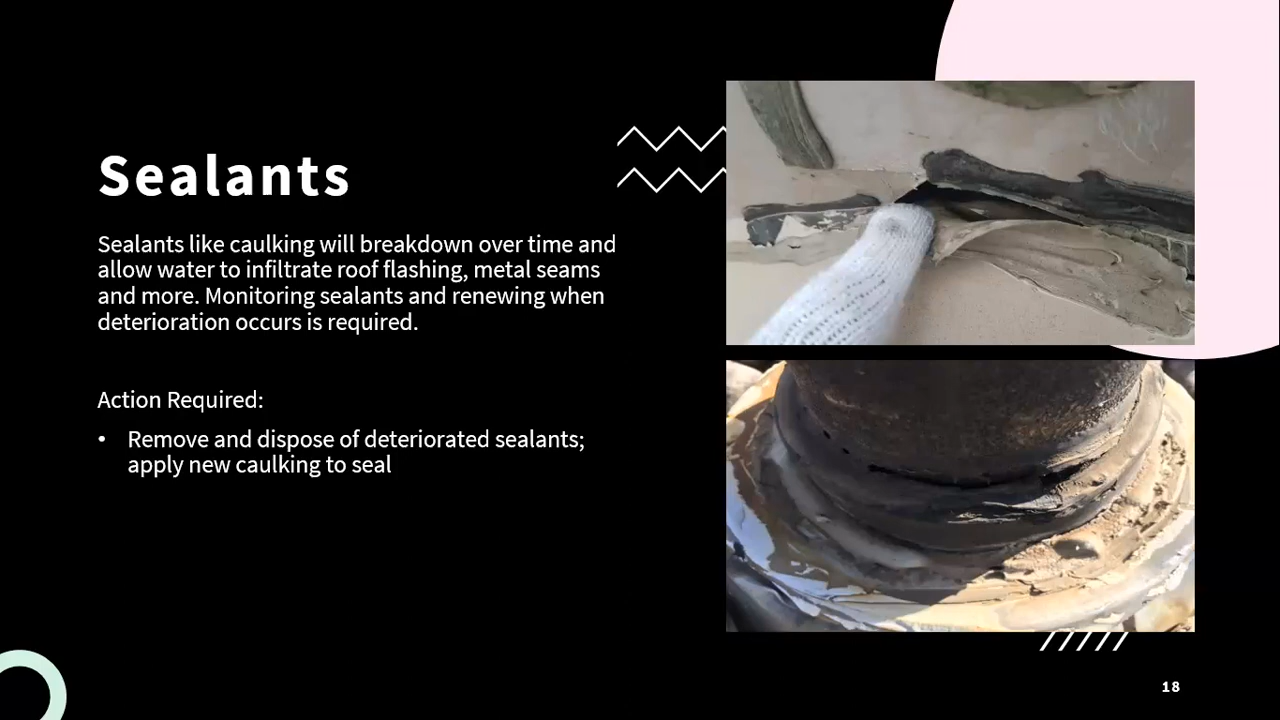 Sealants
Sealants like caulking will breakdown over time and
allow water to infiltrate roof flashing, metal seams
and more. Monitoring sealants and renewing when
deterioration occurs is required.
Action Required:
• Remove and dispose of deteriorated sealants;
apply new caulking to seal
18